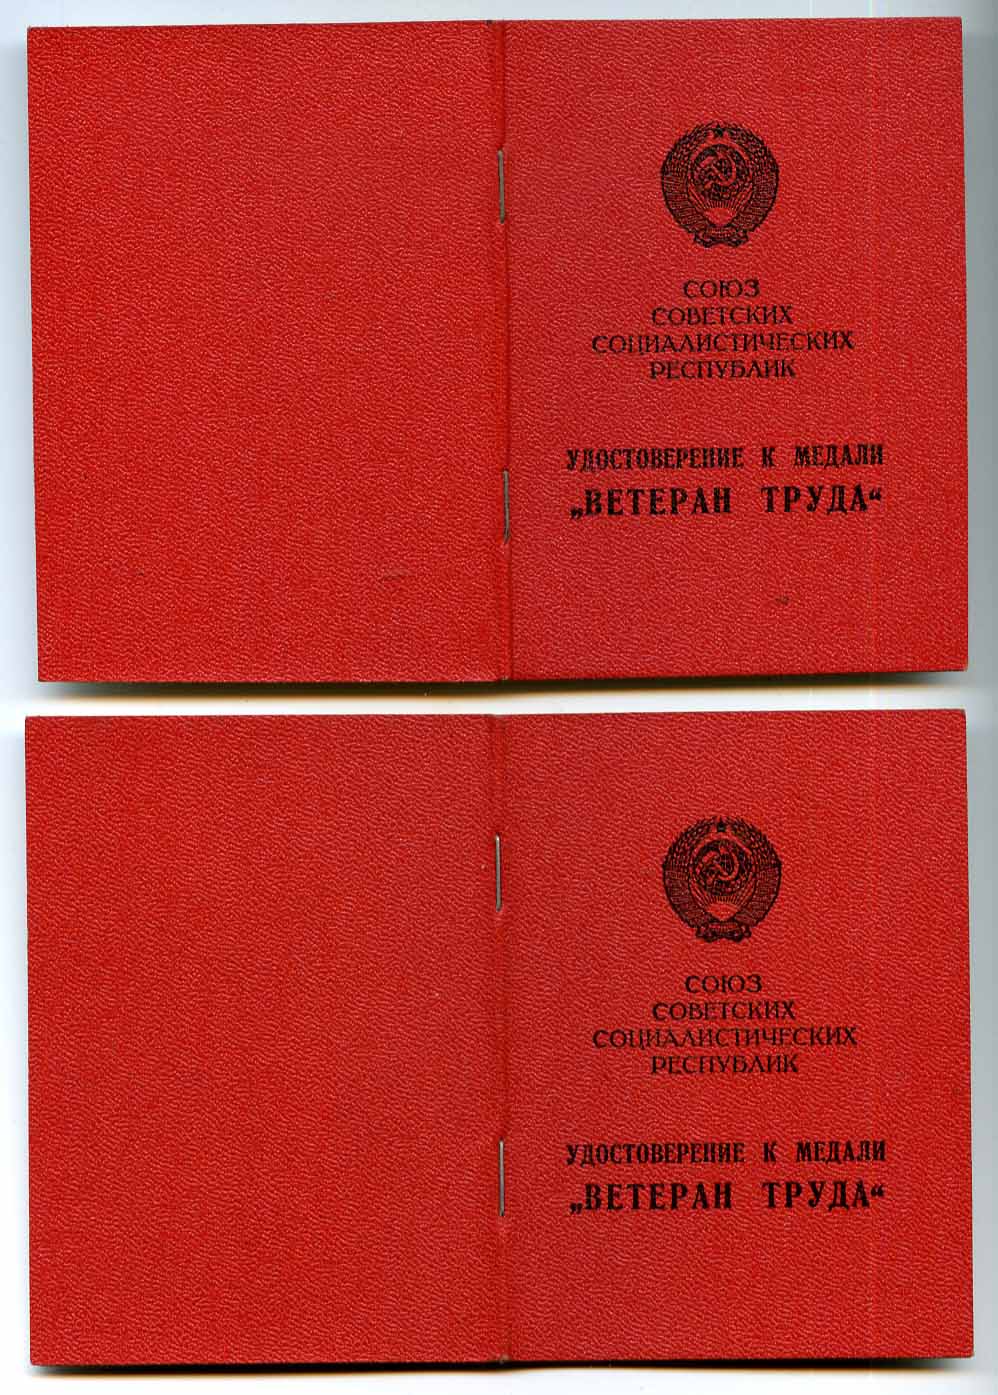 СОЮЗ
СОВЕТСКИХ
СОЦИАЛИСТИЧЕСКИХ
РЕСПУБЛИК
УДОСТОВЕРЕНИЕ К МЕДАЛИ
„ВЕТЕРАН ТРУДА“
СОЮЗ
СОВЕТСКИХ
СОЦИАЛИСТИЧЕСКИХ
РЕСПУБЛИК
УДОСТОВЕРЕНИЕ К МЕДАЛИ
„ВЕТЕРАН ТРУДА“